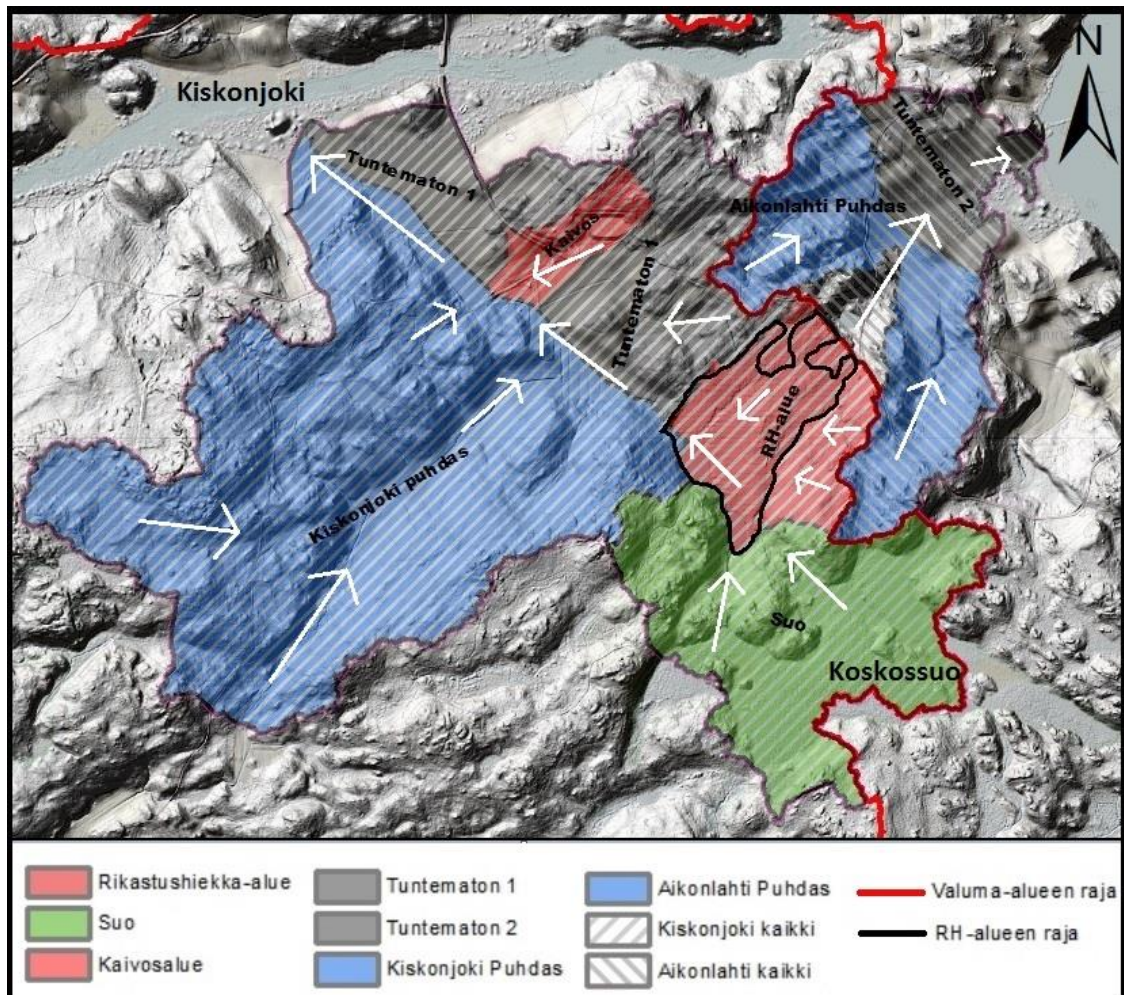 N
Kiskonjoki
Tuntematon 1
Tuntematon 2
Aikonlahti Puhdas
Kaivos
Tuntematon 1
RH-alue
Kiskonjoki puhdas
Suo
Koskossuo
Rikastushiekka-alue
Suo
Kaivosalue
Tuntematon 1
Tuntematon 2
Kiskonjoki Puhdas
Aikonlahti Puhdas
Kiskonjoki kaikki
Aikonlahti kaikki
Valuma-alueen raja
RH-alueen raja